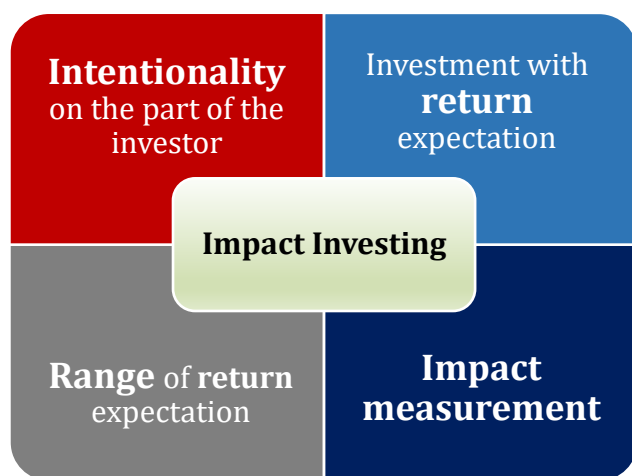 Intentionality
on the part of the
investor
Investment with
return
expectation
Impact Investing
Range of return
expectation
Impact
measurement